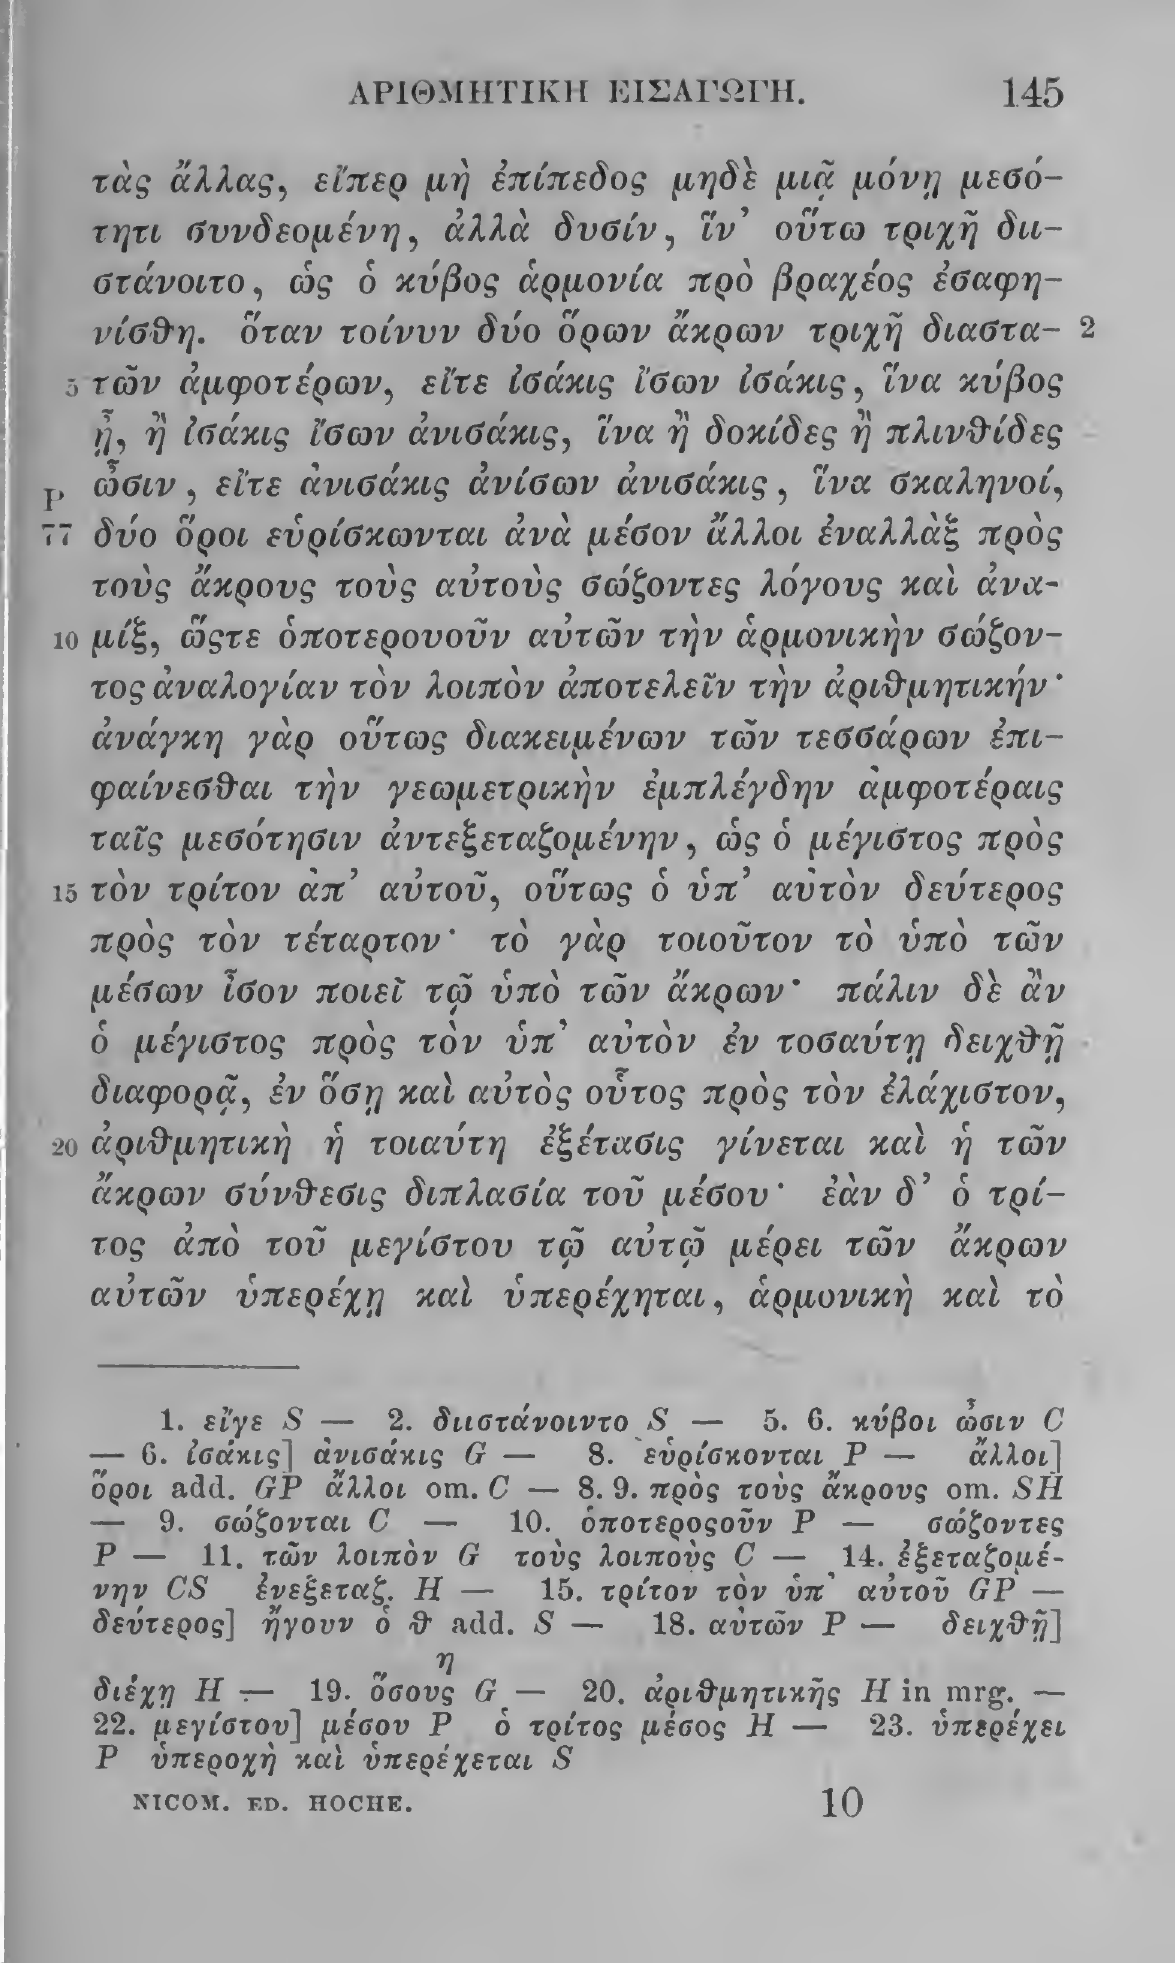 ΑΡΙΘΜΗΤΙΚΗ ΕΙΣΑΓΩΓΗ. 145
τὰς ἄλλας, εἴπερ μὴ ἐπίπεδος μηδὲ μιᾷ μόνῃ μεσό-
τητι συνδεομένη, ἀλλὰ δυσίν, ἵν’ οὕτω τριχῆ διι-
στάνοιτο, ὡς ὁ κύβος ἁρμονία πρὸ βραχέος ἐσαφη-
νίσθη. ὅταν τοίνυν δύο ὅρων ἄκρων τριχῆ διαστα- 2
5 τῶν ἀμφοτέρων, εἴτε ἰσάκις ἴσων ἰσάκις, ἵνα κύβος
ᾖ, ἢ ἰσάκις ἴσων ἀνισάκις, ἵνα ἢ δοκίδες ἢ πλινθίδες
P ὦσιν, εἴτε ἀνισάκις ἀνίσων ἀνισάκις, ἵνα σκαληνοί,
77 δύο ὅροι εὑρίσκωνται ἀνὰ μέσον ἄλλοι ἐναλλὰξ πρὸς
τοὺς ἄκρους τοὺς αὐτοὺς σώζοντες λόγους καὶ ἀνα-
10 μίξ, ὥςτε ὁποτερουοῦν αὐτῶν τὴν ἁρμονικὴν σώζον-
τος ἀναλογίαν τὸν λοιπὸν ἀποτελεῖν τὴν ἀριθμητικήν·
ἀνάγκη γὰρ οὕτως διακειμένων τῶν τεσσάρων ἐπι-
φαίνεσθαι τὴν γεωμετρικὴν ἐμπλέγδην ἀμφοτέραις
ταῖς μεσότησιν ἀντεξεταζομένην, ὡς ὁ μέγιστος πρὸς
15 τὸν τρίτον ἀπ’ αὐτοῦ, οὕτως ὁ ὑπ’ αὐτὸν δεύτερος
πρὸς τὸν τέταρτον· τὸ γὰρ τοιοῦτον τὸ ὑπὸ τῶν
μέσων ἶσον ποιεῖ τῷ ὑπὸ τῶν ἄκρων· πάλιν δὲ ἂν
ὁ μέγιστος πρὸς τὸν ὑπ’ αὐτὸν ἐν τοσαύτῃ δειχθῇ
διαφορᾷ, ἐν ὅσῃ καὶ αὐτὸς οὗτος πρὸς τὸν ἐλάχιστον,
20 ἀριθμητικὴ ἡ τοιαύτη ἐξέτασις γίνεται καὶ ἡ τῶν
ἄκρων σύνθεσις διπλασία τοῦ μέσου· ἐὰν δ’ ὁ τρί-
τος ἀπὸ τοῦ μεγίστου τῷ αὐτῷ μέρει τῶν ἄκρων
αὐτῶν ὑπερέχῃ καὶ ὑπερέχηται, ἁρμονικὴ καὶ τὸ
1. εἴγε S — 2. διιστάνοιντο S — 5. 6. κύβοι ὦσιν C
— 6. ἰσάκις] ἀνισάκις G — 8. εὑρίσκονται P — ἄλλοι]
ὅροι add. GP ἄλλοι om. C — 8. 9. πρὸς τοὺς ἄκρους om. SH
— 9. σώζονται C — 10. ὁποτεροςοῦν P — σώζοντες
P — 11. τῶν λοιπὸν G τοὺς λοιποὺς C — 14. ἐξεταζομέ-
νην CS ἐνεξεταζ. H — 15. τρίτον τὸν ὑπ’ αὐτοῦ GP —
δεύτερος] ἤγουν ὁ θ add. S — 18. αὐτῶν P — δειχθῇ]
η
διέχῃ H — 19. ὅσους G — 20. ἀριθμητικῆς H in mrg. —
22. μεγίστου] μέσου P ὁ τρίτος μέσος H — 23. ὑπερέχει
P ὑπεροχὴ καὶ ὑπερέχεται S
NICOM. ED. HOCHE. 10